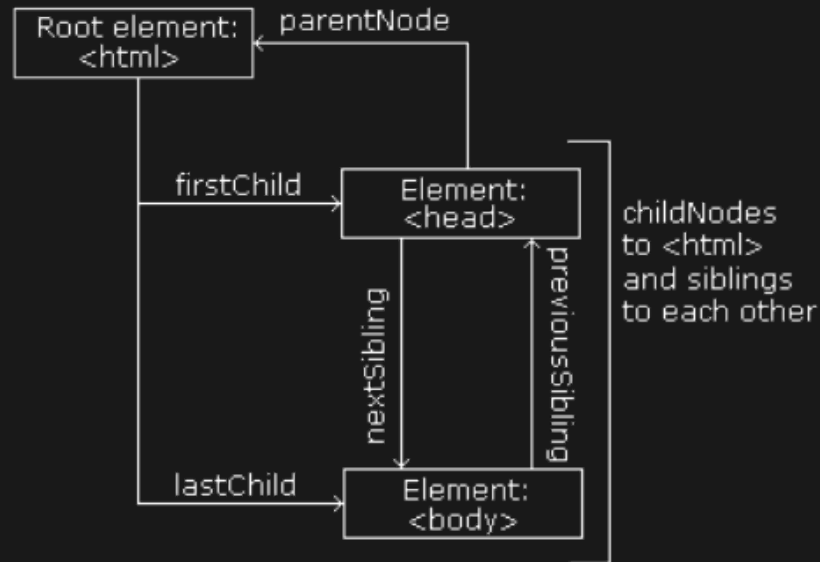 Root element:
<html>
parentNode
firstChild
Element:
<head>
childNodes
to <html>
and siblings
to each other
nextSibling
previousSibling
lastChild
Element:
<body>